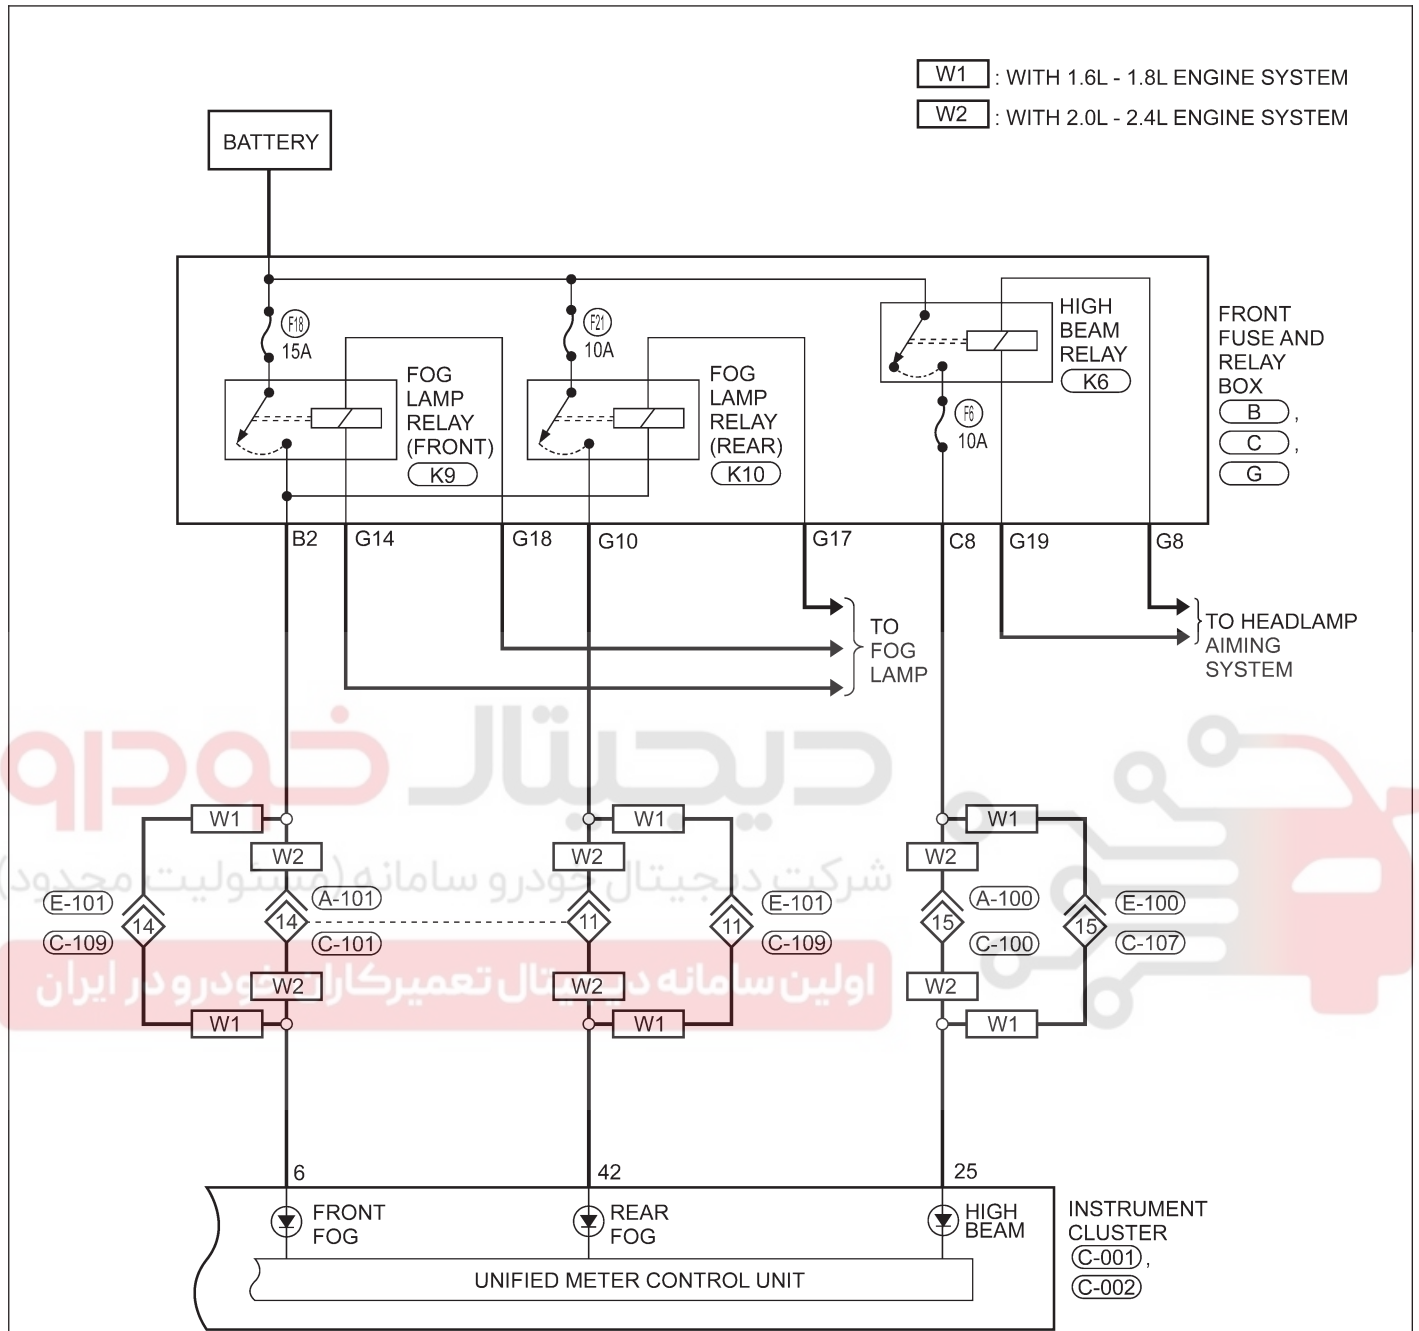 W1 : WITH 1.6L - 1.8L ENGINE SYSTEM
W2 : WITH 2.0L - 2.4L ENGINE SYSTEM
BATTERY
F18
15A
F21
10A
HIGH
BEAM
RELAY
K6
FRONT
FUSE AND
RELAY
BOX
B ,
C ,
G
FOG
LAMP
RELAY
(FRONT)
K9
FOG
LAMP
RELAY
(REAR)
K10
F6
10A
B2 G14 G18 G10 G17 C8 G19 G8
TO
FOG
LAMP
TO HEADLAMP
AIMING
SYSTEM
دیجیتال خودرو
شرکت دیجیتال خودرو سامانه (مسئولیت محدود)
اولین سامانه دیجیتال تعمیرکاران خودرو در ایران
W1 W1 W1
W2 W2 W2
E-101 A-101 E-101 A-100 E-100
14 14 11 11 15 15
C-109 C-101 C-109 C-100 C-107
W2 W2 W2
W1 W1 W1
6 42 25
FRONT
FOG
REAR
FOG
HIGH
BEAM
UNIFIED METER CONTROL UNIT
INSTRUMENT
CLUSTER
C-001 ,
C-002